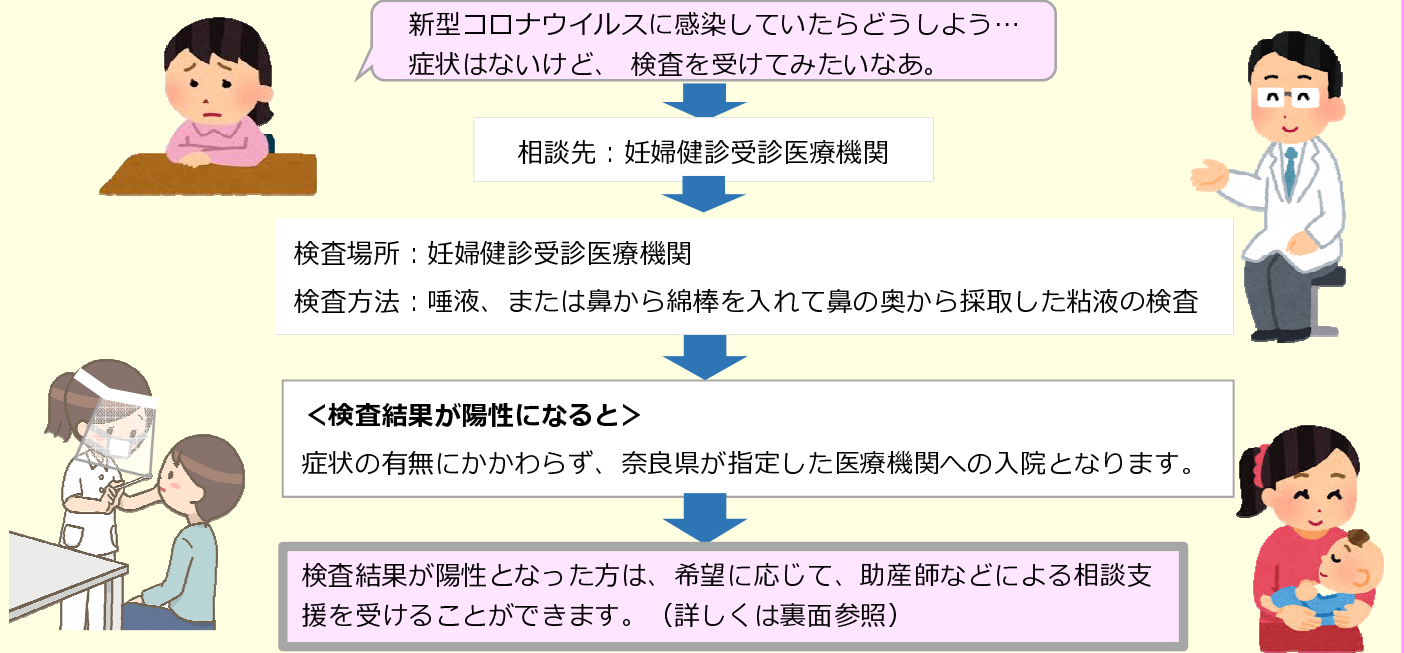 新型コロナウイルスに感染していたらどうしよう…
症状はないけど、 検査を受けてみたいなあ。
相談先：妊婦健診受診医療機関
検査場所：妊婦健診受診医療機関
検査方法：唾液、または鼻から綿棒を入れて鼻の奥から採取した粘液の検査
＜検査結果が陽性になると＞
症状の有無にかかわらず、奈良県が指定した医療機関への入院となります。
検査結果が陽性となった方は、希望に応じて、助産師などによる相談支
援を受けることができます。（詳しくは裏面参照）